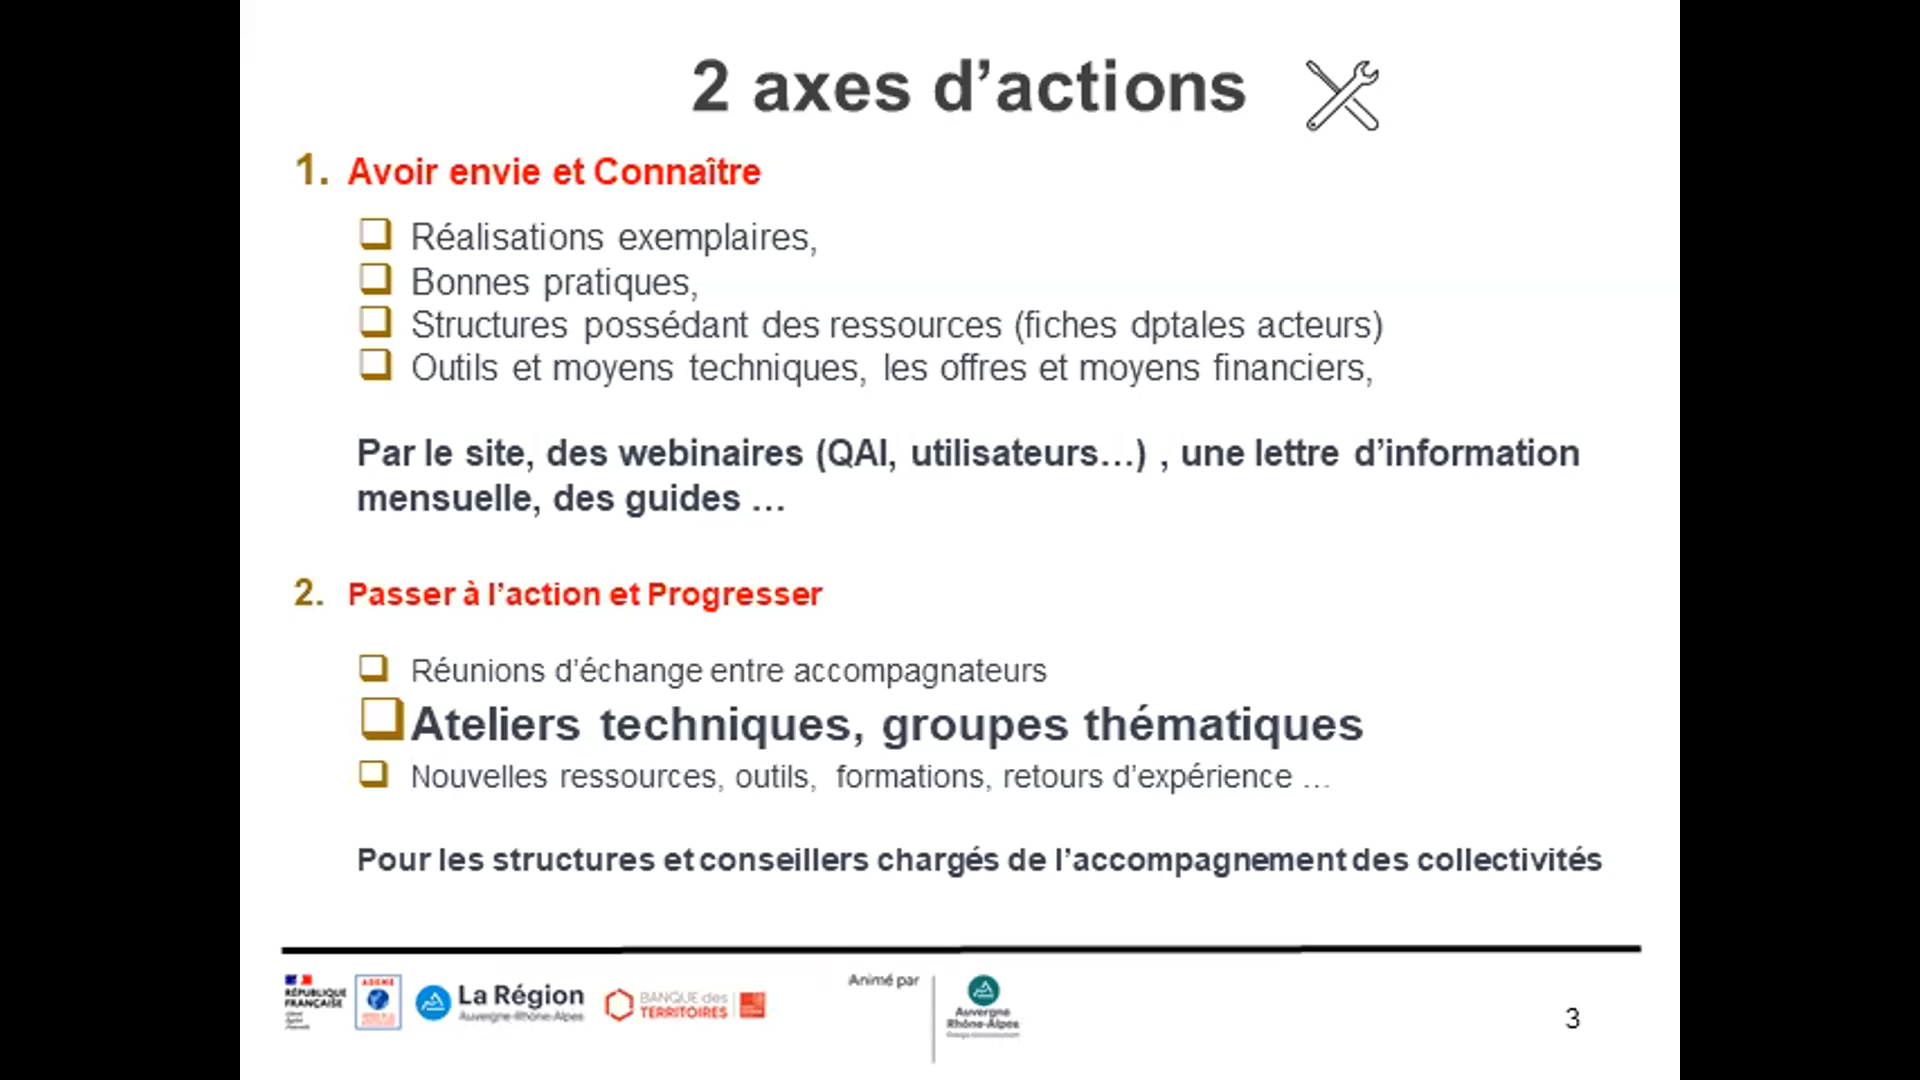 2 axes d’actions
1. Avoir envie et Connaître
Réalisations exemplaires,
Bonnes pratiques,
Structures possédant des ressources (fiches dptales acteurs)
Outils et moyens techniques, les offres et moyens financiers,
Par le site, des webinaires (QAI, utilisateurs…) , une lettre d’information
mensuelle, des guides …
2. Passer à l’action et Progresser
Réunions d’échange entre accompagnateurs
Ateliers techniques, groupes thématiques
Nouvelles ressources, outils, formations, retours d’expérience …
Pour les structures et conseillers chargés de l’accompagnement des collectivités
RÉPUBLIQUE
FRANÇAISE
ADEME
La Région
Auvergne-Rhône-Alpes
BANQUE des
TERRITOIRES
Animé par
Auvergne
Rhône-Alpes
3